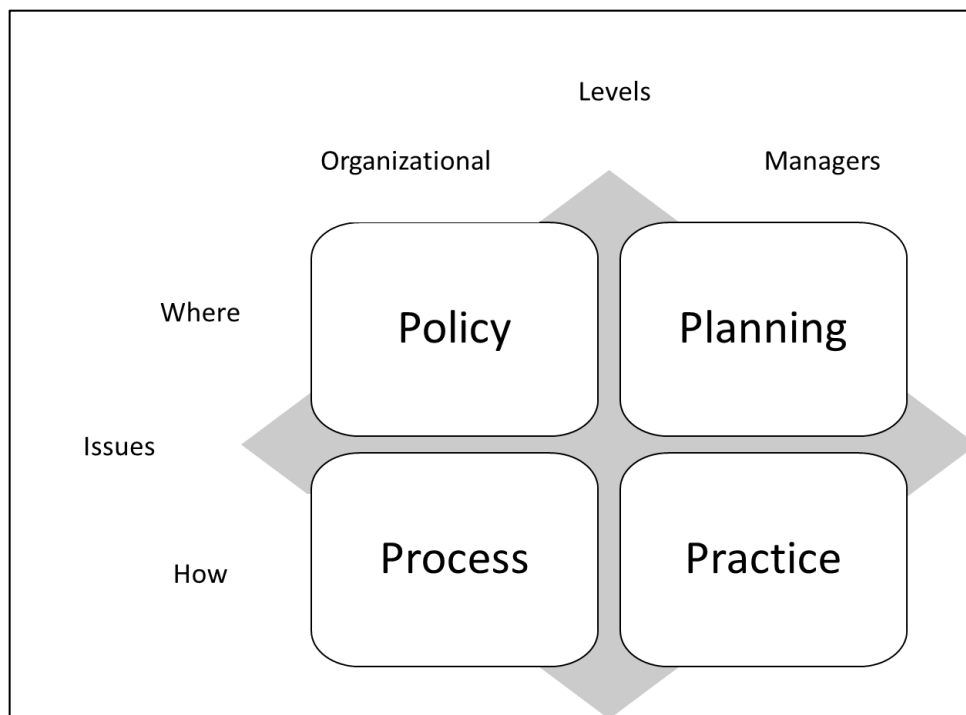 Levels
Organizational Managers
Where
Policy Planning
Issues
Process Practice
How